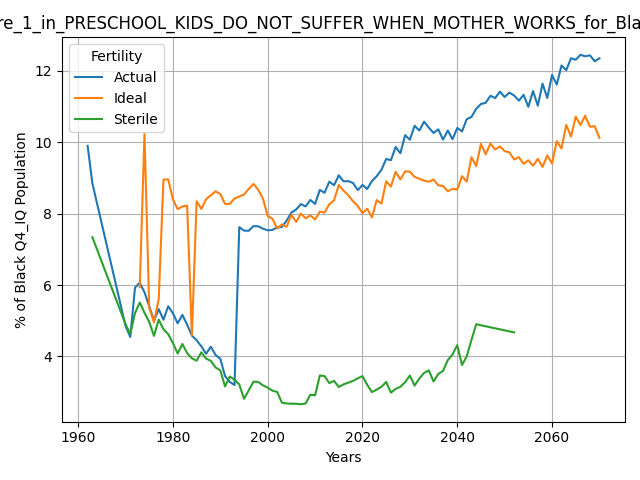 re_1_in_PRESCHOOL_KIDS_DO_NOT_SUFFER_WHEN_MOTHER_WORKS_for_Bla
Fertility
Actual
Ideal
Sterile
% of Black Q4_IQ Population
12
10
8
6
4
1960 1980 2000 2020 2040 2060
Years